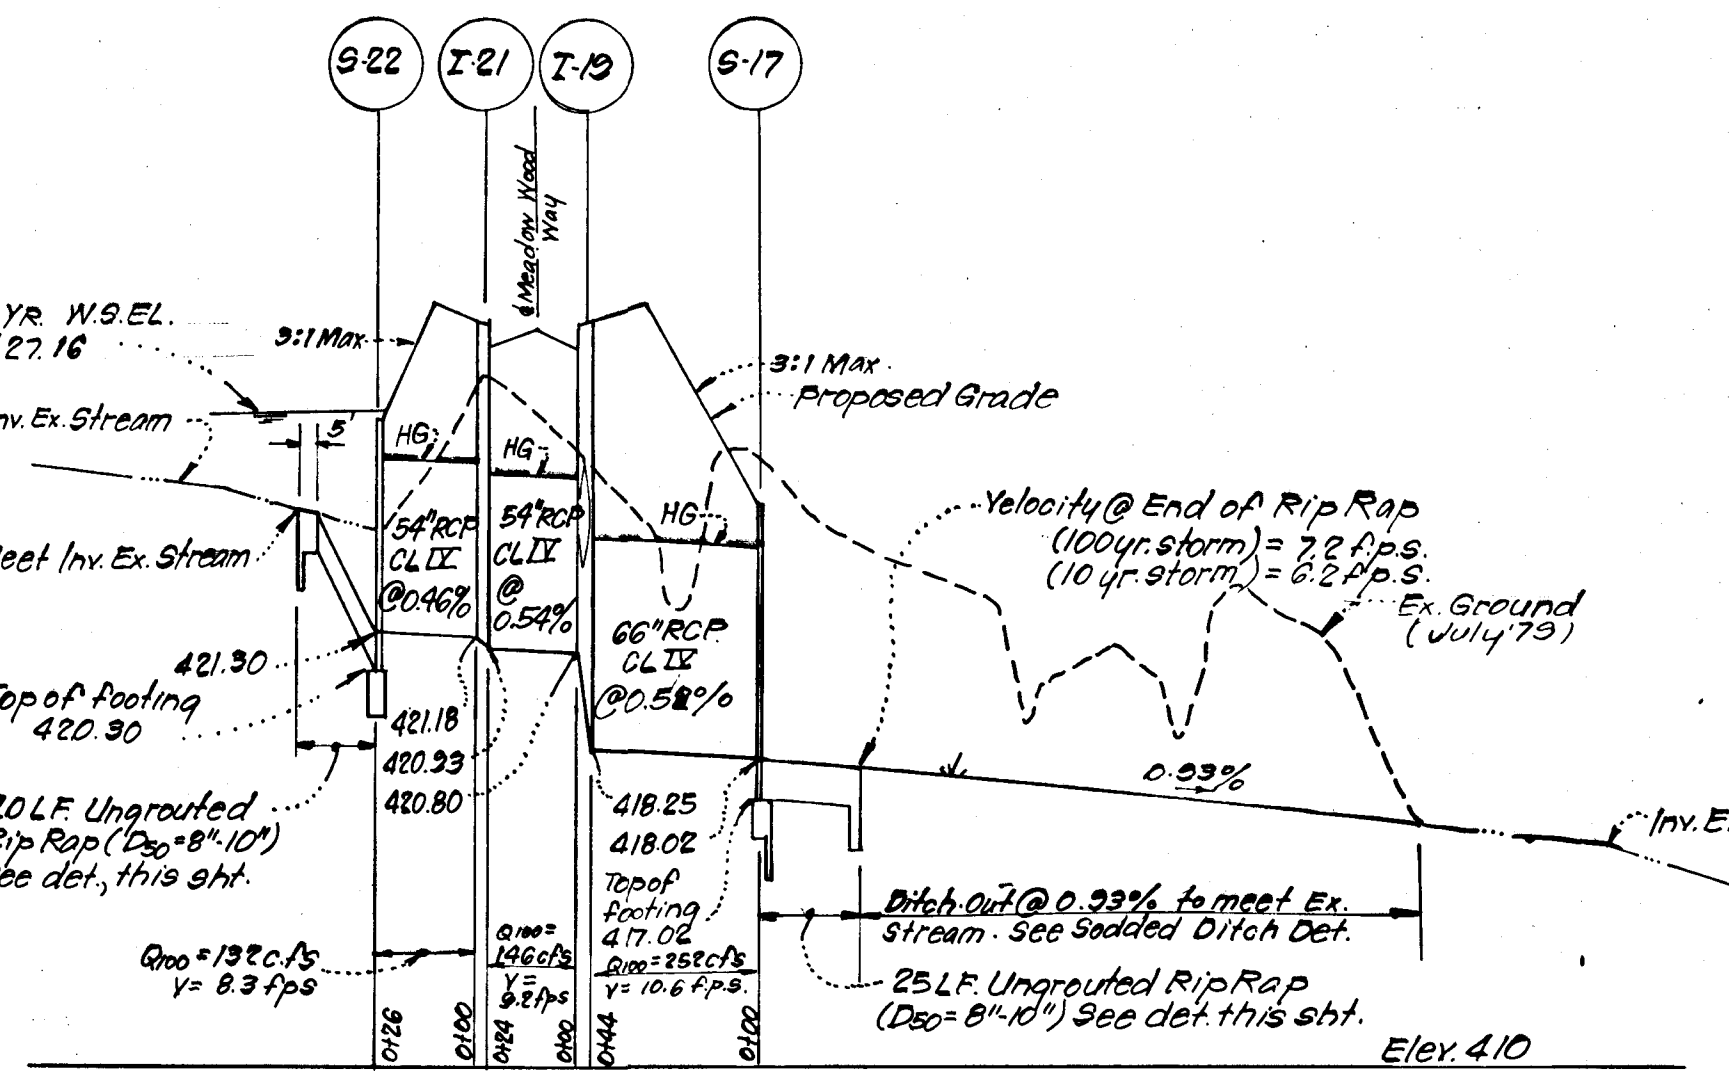 S-22
I-21
I-19
S-17
℄ Meadow Wood
Way
YR. W.S.EL.
27.16
3:1 Max
3:1 Max.
Proposed Grade
nv. Ex. Stream
5'
HG
HG
HG
54" RCP
CL IV
@0.46%
54" RCP
CL IV
@
0.54%
66" RCP
CL IV
Velocity @ End of Rip Rap
(100 yr. storm) = 7.2 f.p.s.
(10 yr. storm) = 6.2 f.p.s.
Ex. Ground
(July '79)
eet Inv. Ex. Stream
421.30
Top of footing
420.30
421.18
420.93
420.80
418.25
418.02
Top of
footing
417.02
0.93%
Inv. E
20 LF. Ungrouted
Rip Rap (D50=8"-10")
ee det., this sht.
Ditch Out @ 0.93% to meet Ex.
stream. See Sodded Ditch Det.
Q100 = 132 c.fs
V= 8.3 fps
Q100 =
146 cfs
V=
9.2 fps
Q100 = 252 cfs
V= 10.6 f.p.s.
25 LF. Ungrouted Rip Rap
(D50= 8"-10") See det. this sht.
0+26
0+00
0+24
0+00
0+44
0+00
Elev. 410